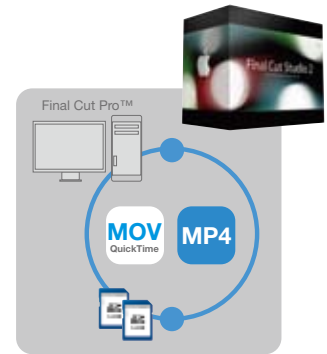 Final Cut Studio 2
Final Cut Pro™
MOV
QuickTime
MP4